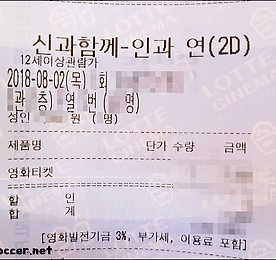 신과함께-인과 연(2D)
12세이상관람가
2018-08-02(목) 회
관 층 열 번( 명)
성인 원 ( 명)
제품명 단가 수량 금액
영화티켓
할 인
합 계
[영화발전기금 3%, 부가세, 이용료 포함]
occer.net